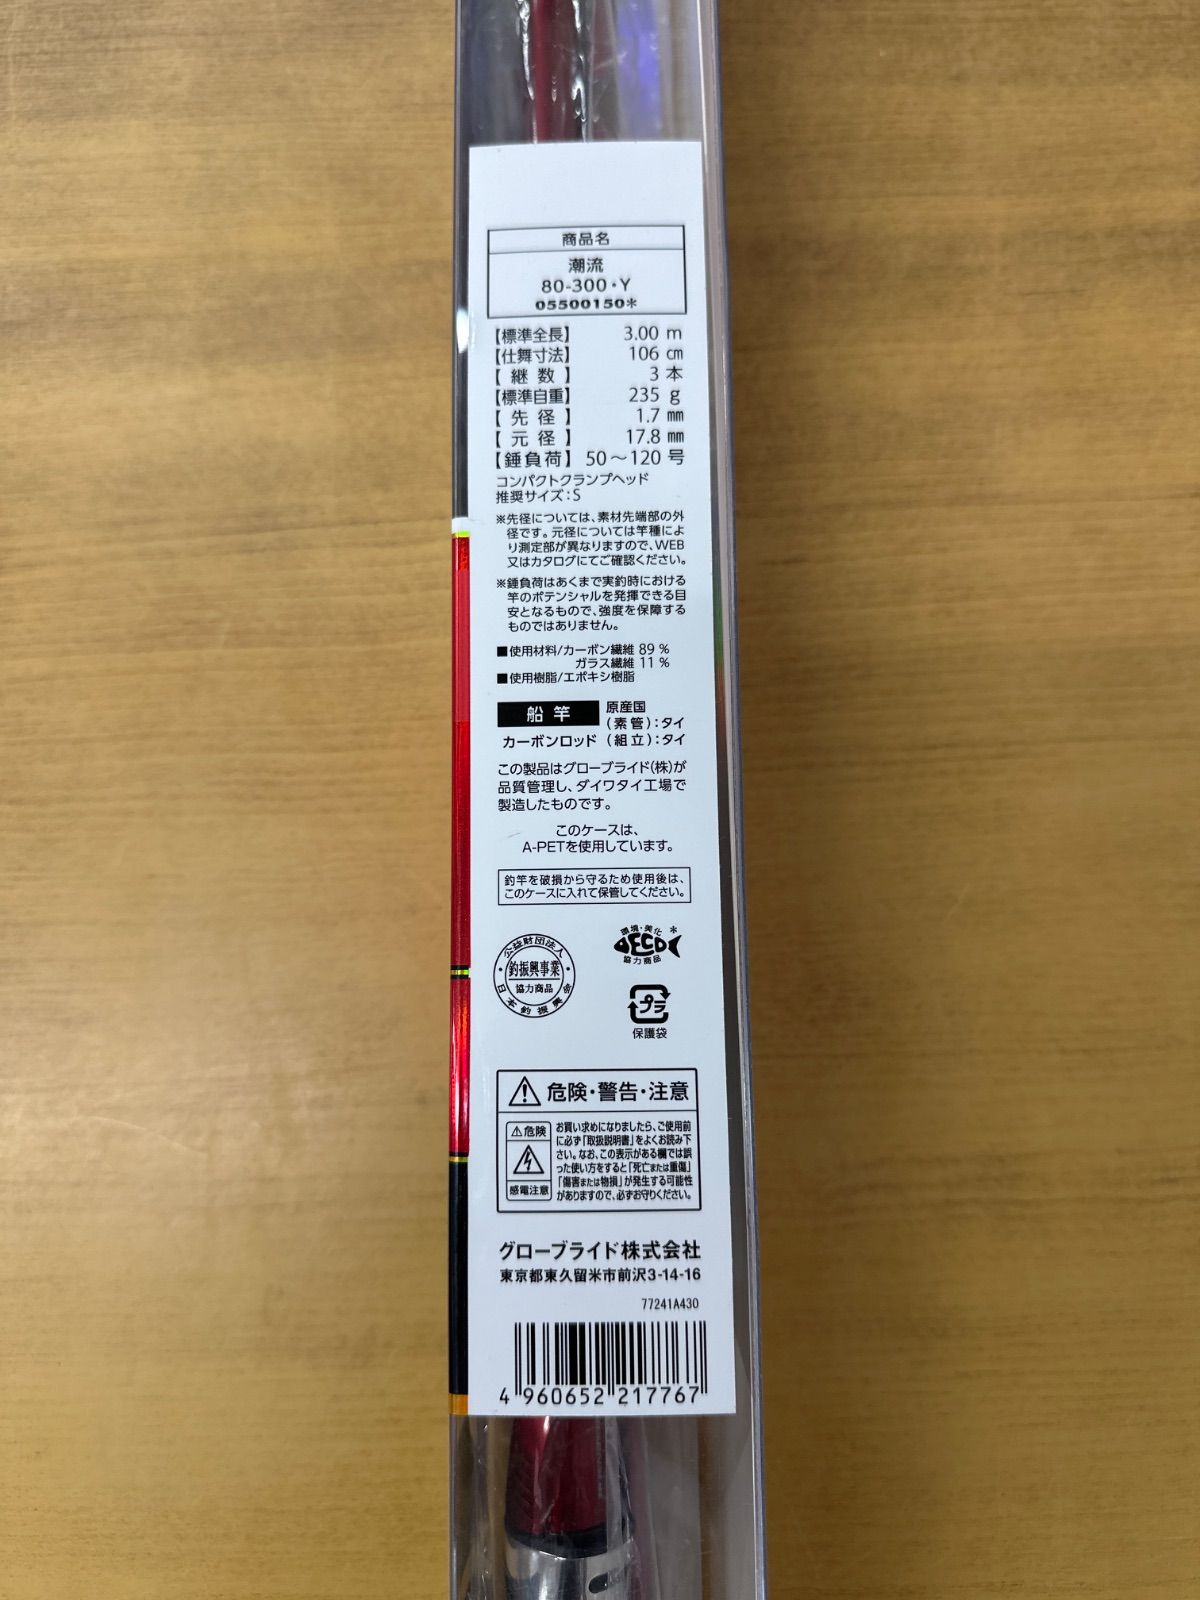 商品名
潮流
80-300・Y
05500150*
【標準全長】 3.00 m
【仕舞寸法】 106 cm
【継数】 3 本
【標準自重】 235 g
【先径】 1.7 mm
【元径】 17.8 mm
【錘負荷】 50～120 号
コンパクトクランプヘッド
推奨サイズ：S
※先径については、素材先端部の外
径です。元径については竿種によ
り測定部が異なりますので、WEB
又はカタログにてご確認ください。
※錘負荷はあくまで実釣時における
竿のポテンシャルを発揮できる目
安となるもので、強度を保障する
ものではありません。
■使用材料/カーボン繊維 89 %
ガラス繊維 11 %
■使用樹脂/エポキシ樹脂
船竿 原産国
(素管)：タイ
カーボンロッド (組立)：タイ
この製品はグローブライド(株)が
品質管理し、ダイワタイ工場で
製造したものです。
このケースは、
A-PETを使用しています。
釣竿を破損から守るため使用後は、
このケースに入れて保管してください。
公益財団法人
釣振興事業
協力商品
日本釣振興会
環境・美化*
ECO
協力商品
プラ
保護袋
危険・警告・注意
危険
感電注意
お買い求めになりましたら、ご使用前
に必ず「取扱説明書」をよくお読み下
さい。なお、この表示がある欄では誤
った使い方をすると「死亡または重傷」
「傷害または物損」が発生する可能性
がありますので、必ずお守りください。
グローブライド株式会社
東京都東久留米市前沢3-14-16
77241A430
4 960652 217767